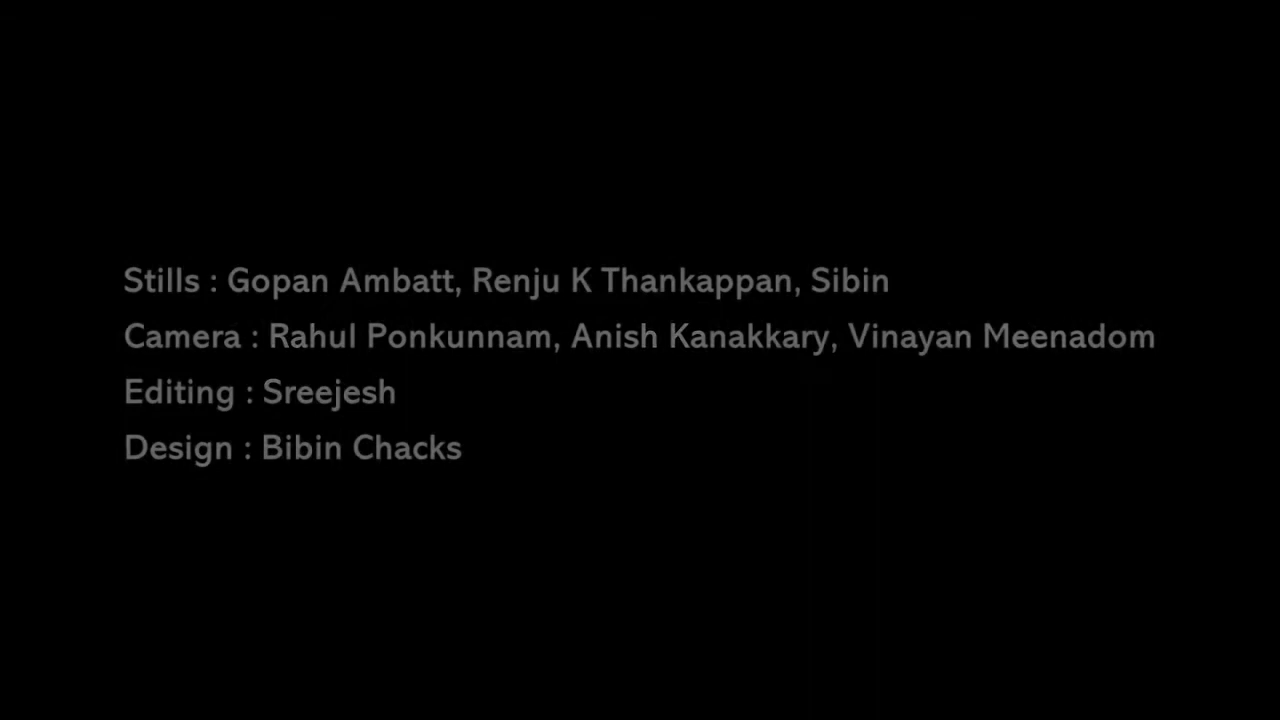 Stills : Gopan Ambatt, Renju K Thankappan, Sibin
Camera : Rahul Ponkunnam, Anish Kanakkary, Vinayan Meenadom
Editing : Sreejesh
Design : Bibin Chacks